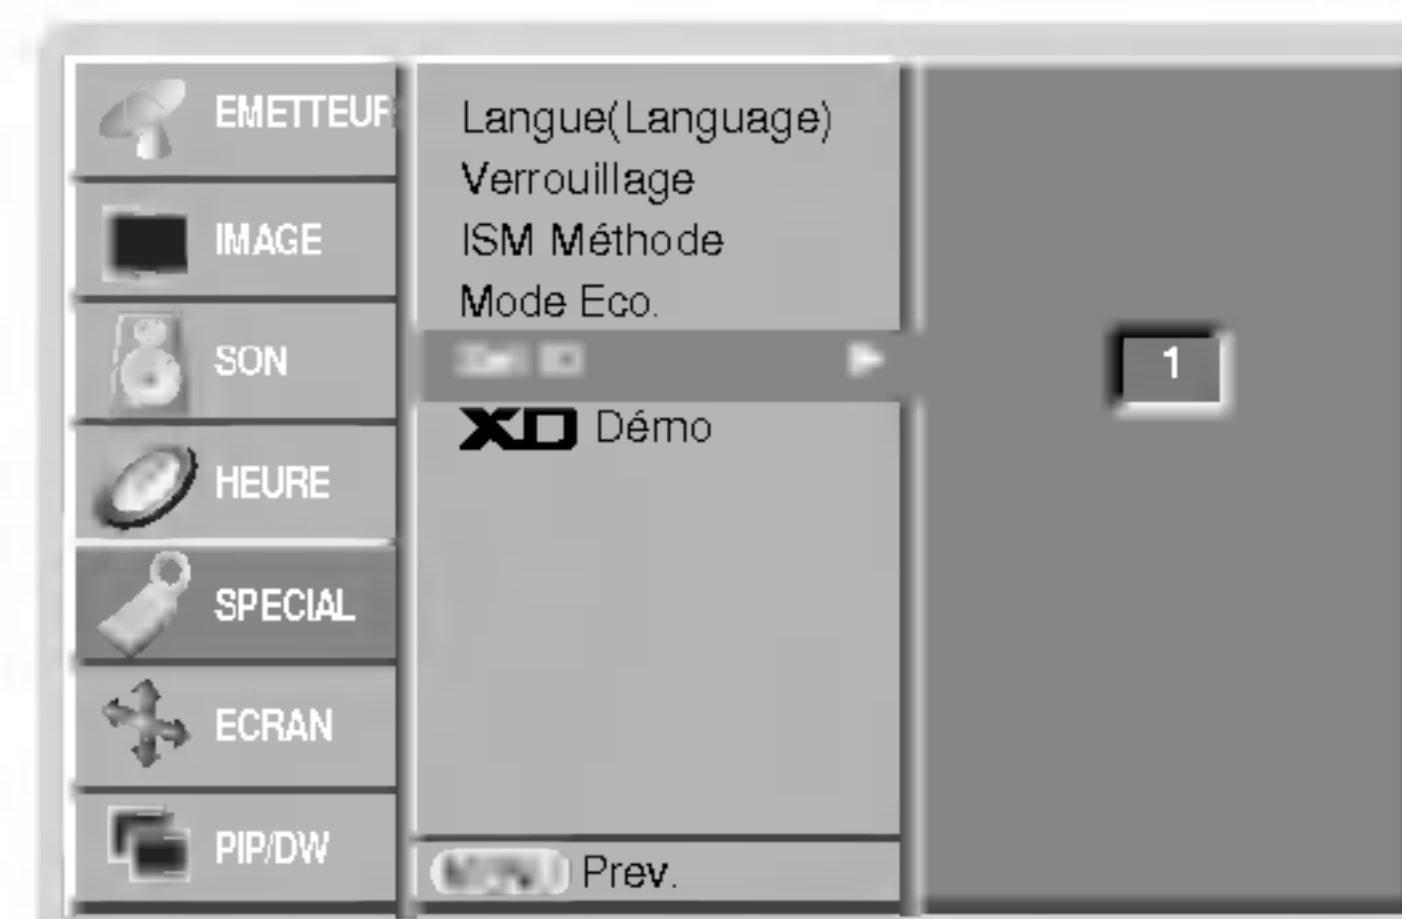 EMETTEUR
IMAGE
SON
HEURE
SPECIAL
ECRAN
PIP/DW
Langue(Language)
Verrouillage
ISM Méthode
Mode Eco.
XD Démo
Prev.
1